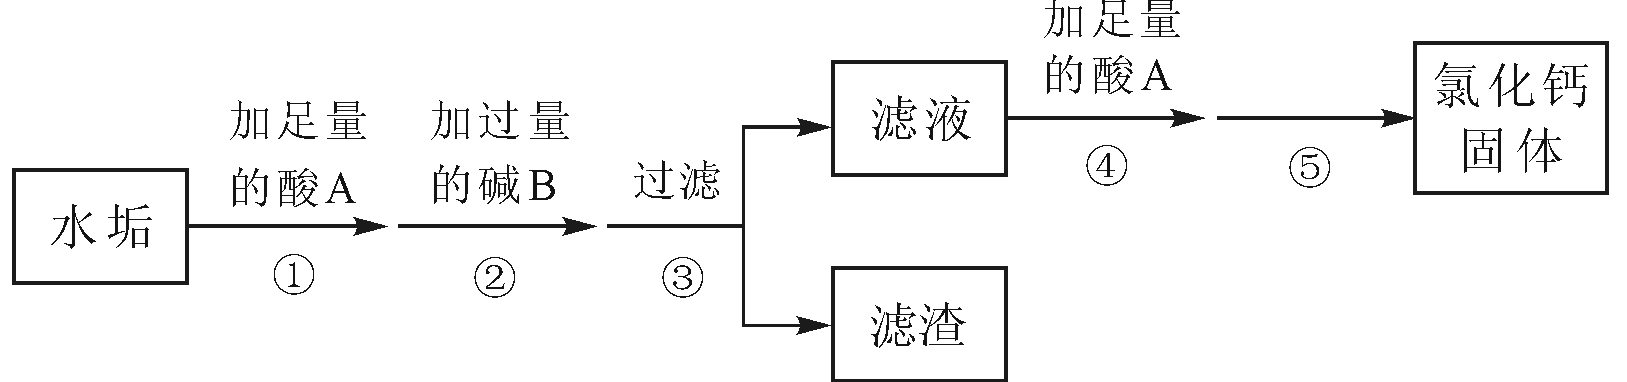 水垢
加足量
的酸A
①
加过量
的碱B
②
过滤
③
滤液
滤渣
加足量
的酸A
④
⑤
氯化钙
固体